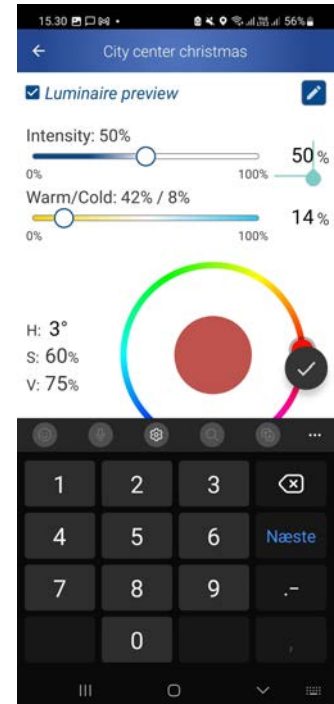 15.30 56%
City center christmas
Luminaire preview
Intensity: 50%
50 %
0% 100%
Warm/Cold: 42% / 8%
14 %
0% 100%
H: 3°
S: 60%
V: 75%
1 2 3
4 5 6 Næste
7 8 9 .-
0 ,